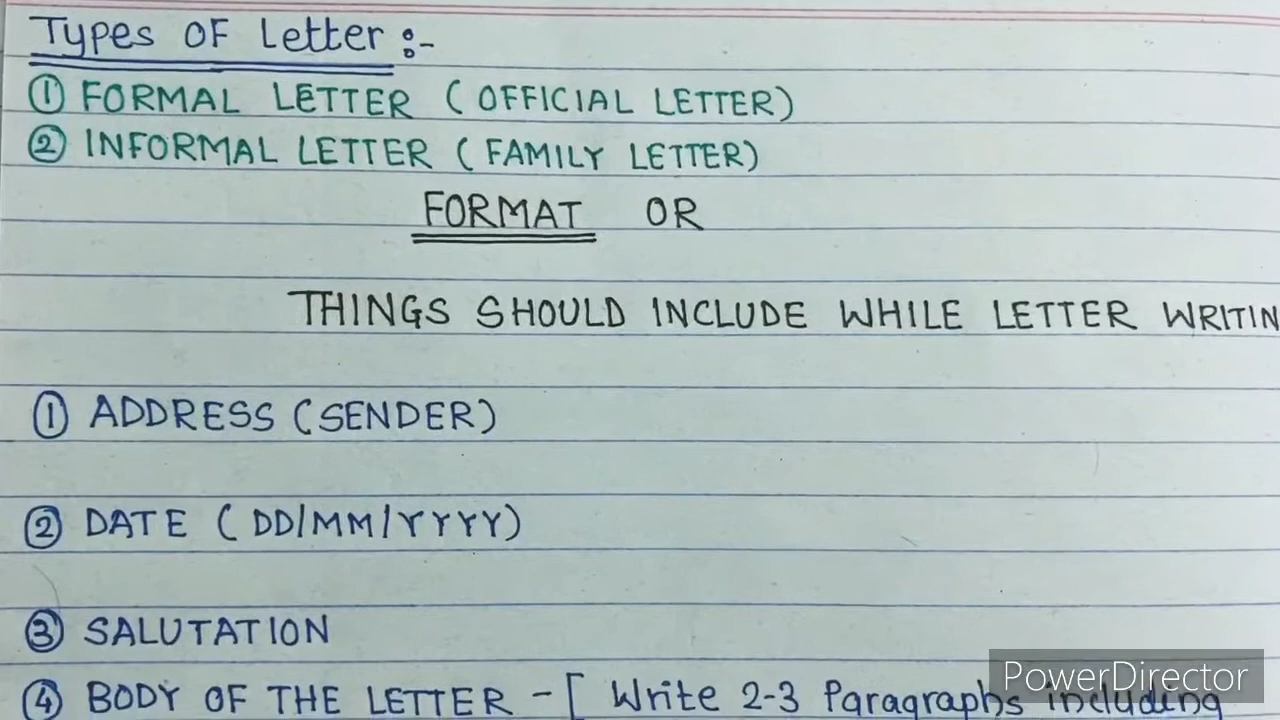 Types OF Letter :-
① FORMAL LETTER (OFFICIAL LETTER)
② INFORMAL LETTER (FAMILY LETTER)
FORMAT OR
THINGS SHOULD INCLUDE WHILE LETTER WRITIN
① ADDRESS (SENDER)
② DATE (DD/MM/YYYY)
③ SALUTATION
④ BODY OF THE LETTER - [ Write 2-3 Paragraphs including
PowerDirector